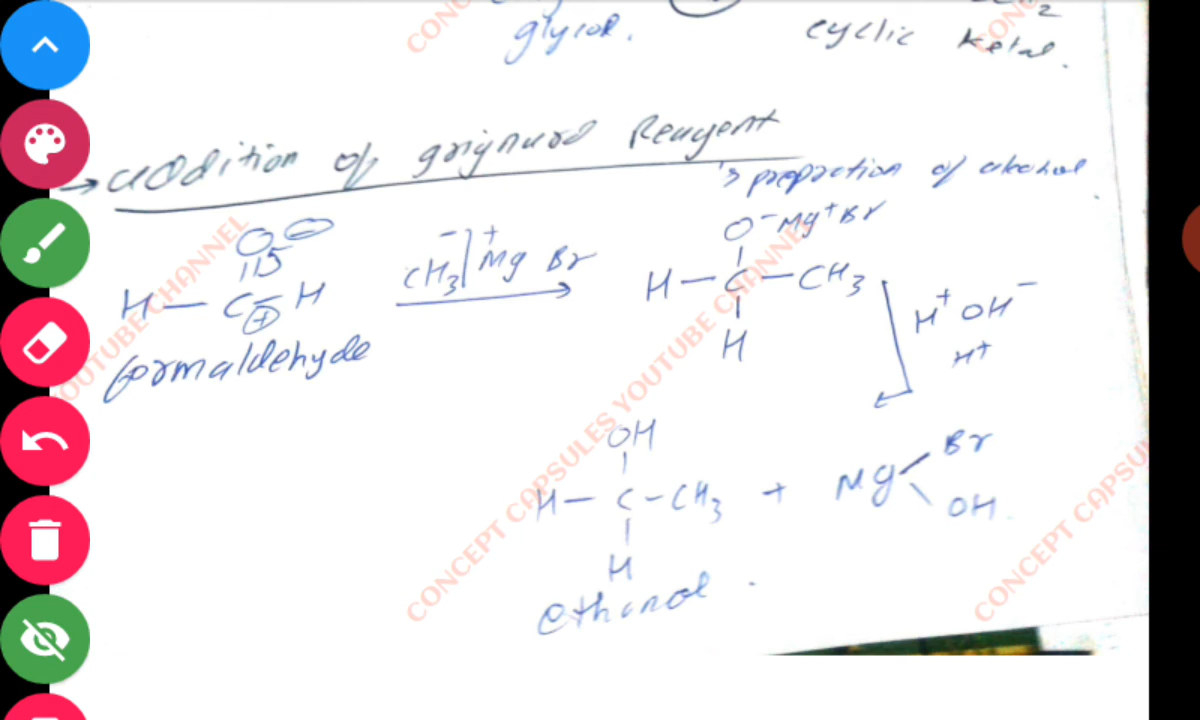 glycol.
cyclic ketal.
→ addition of grignard Reagent
→ prepration of alcohol
O⊖
H — C — H
⊕
formaldehyde
CH3⁻ | ⁺Mg Br
O⁻Mg⁺Br
H — C — CH3
H
H⁺ OH⁻
H⁺
OH
H — C — CH3 + Mg
H
Br
OH
ethanol.
CONCEPT CAPSULES YOUTUBE CHANNEL